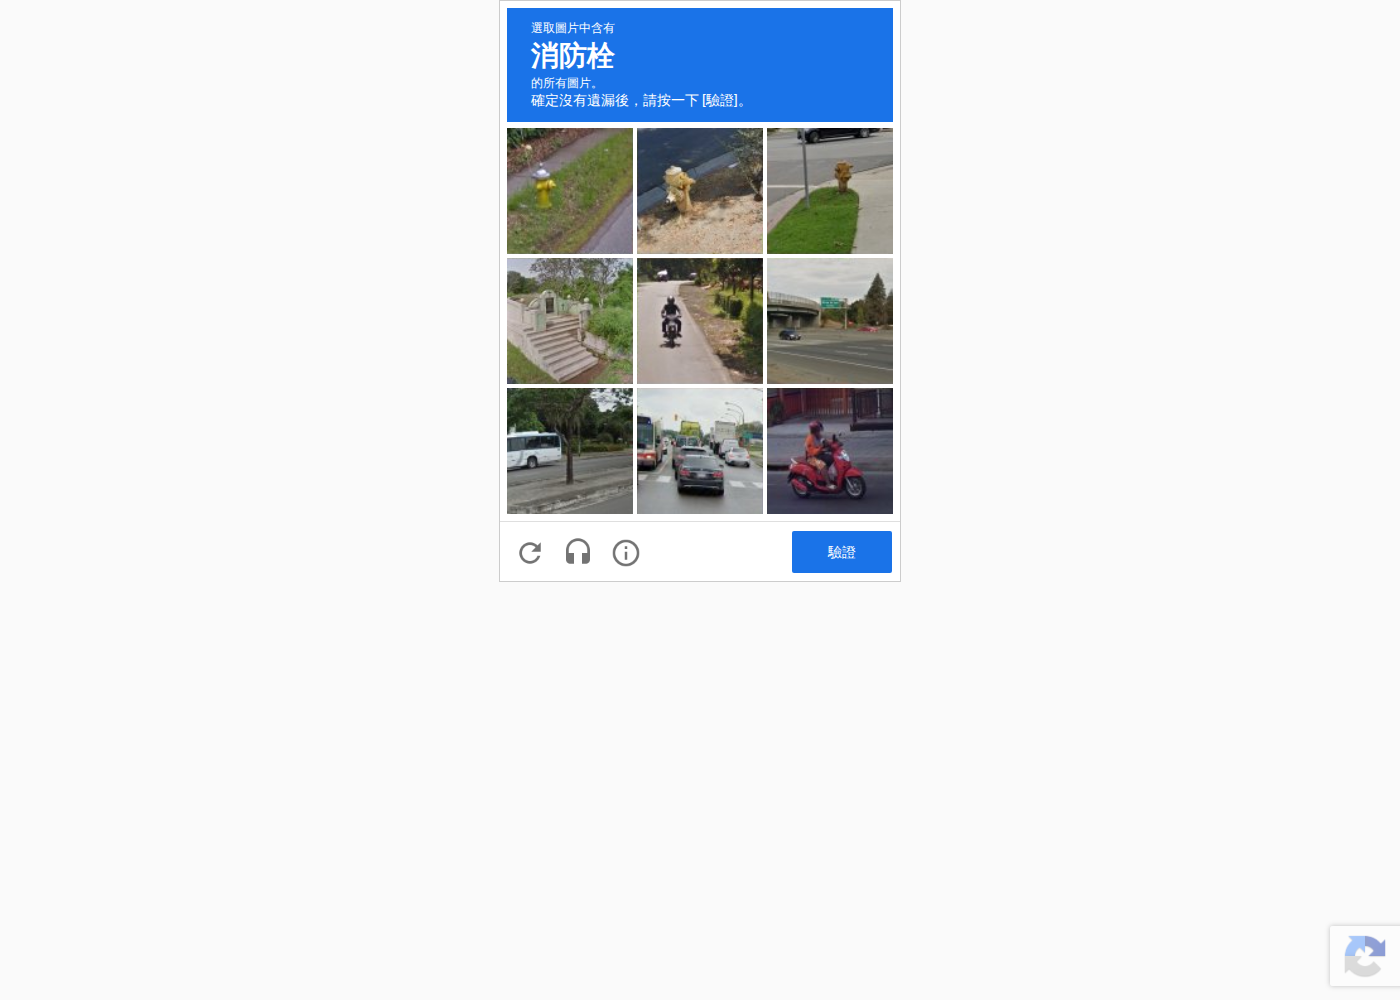 選取圖片中含有
消防栓
的所有圖片。
確定沒有遺漏後，請按一下 [驗證]。
驗證